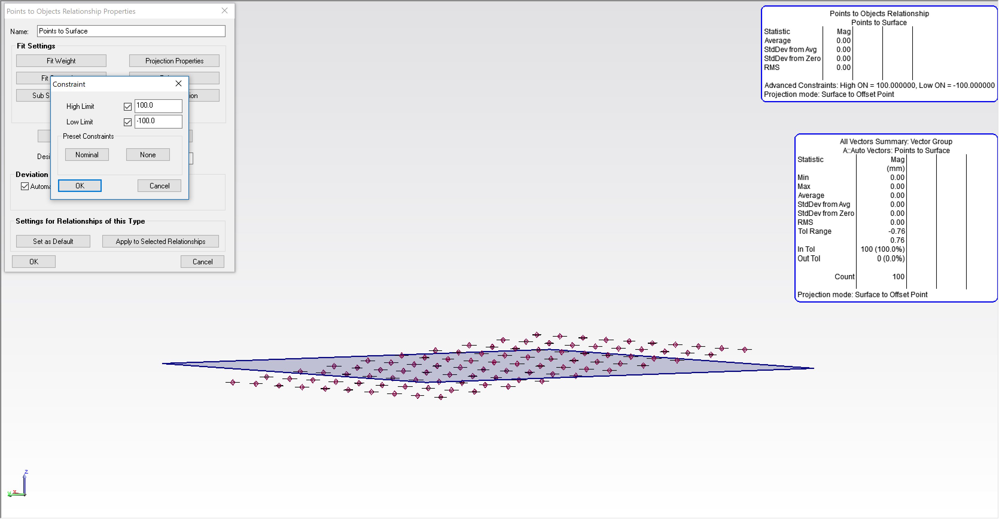 Points to Objects Relationship Properties
Name: Points to Surface
Fit Settings
Fit Weight Projection Properties
Fit
Sub S
Constraint
High Limit 100.0
Low Limit -100.0
Preset Constraints
Nominal None
OK Cancel
Desi
Deviation
Automa
Settings for Relationships of this Type
Set as Default Apply to Selected Relationships
OK Cancel
Points to Objects Relationship
Points to Surface
Statistic Mag
Average 0.00
StdDev from Avg 0.00
StdDev from Zero 0.00
RMS 0.00
Advanced Constraints: High ON = 100.000000, Low ON = -100.000000
Projection mode: Surface to Offset Point
All Vectors Summary: Vector Group
A::Auto Vectors: Points to Surface
Statistic Mag
(mm)
Min 0.00
Max 0.00
Average 0.00
StdDev from Avg 0.00
StdDev from Zero 0.00
RMS 0.00
Tol Range -0.76
0.76
In Tol 100 (100.0%)
Out Tol 0 (0.0%)
Count 100
Projection mode: Surface to Offset Point
Z
Y X